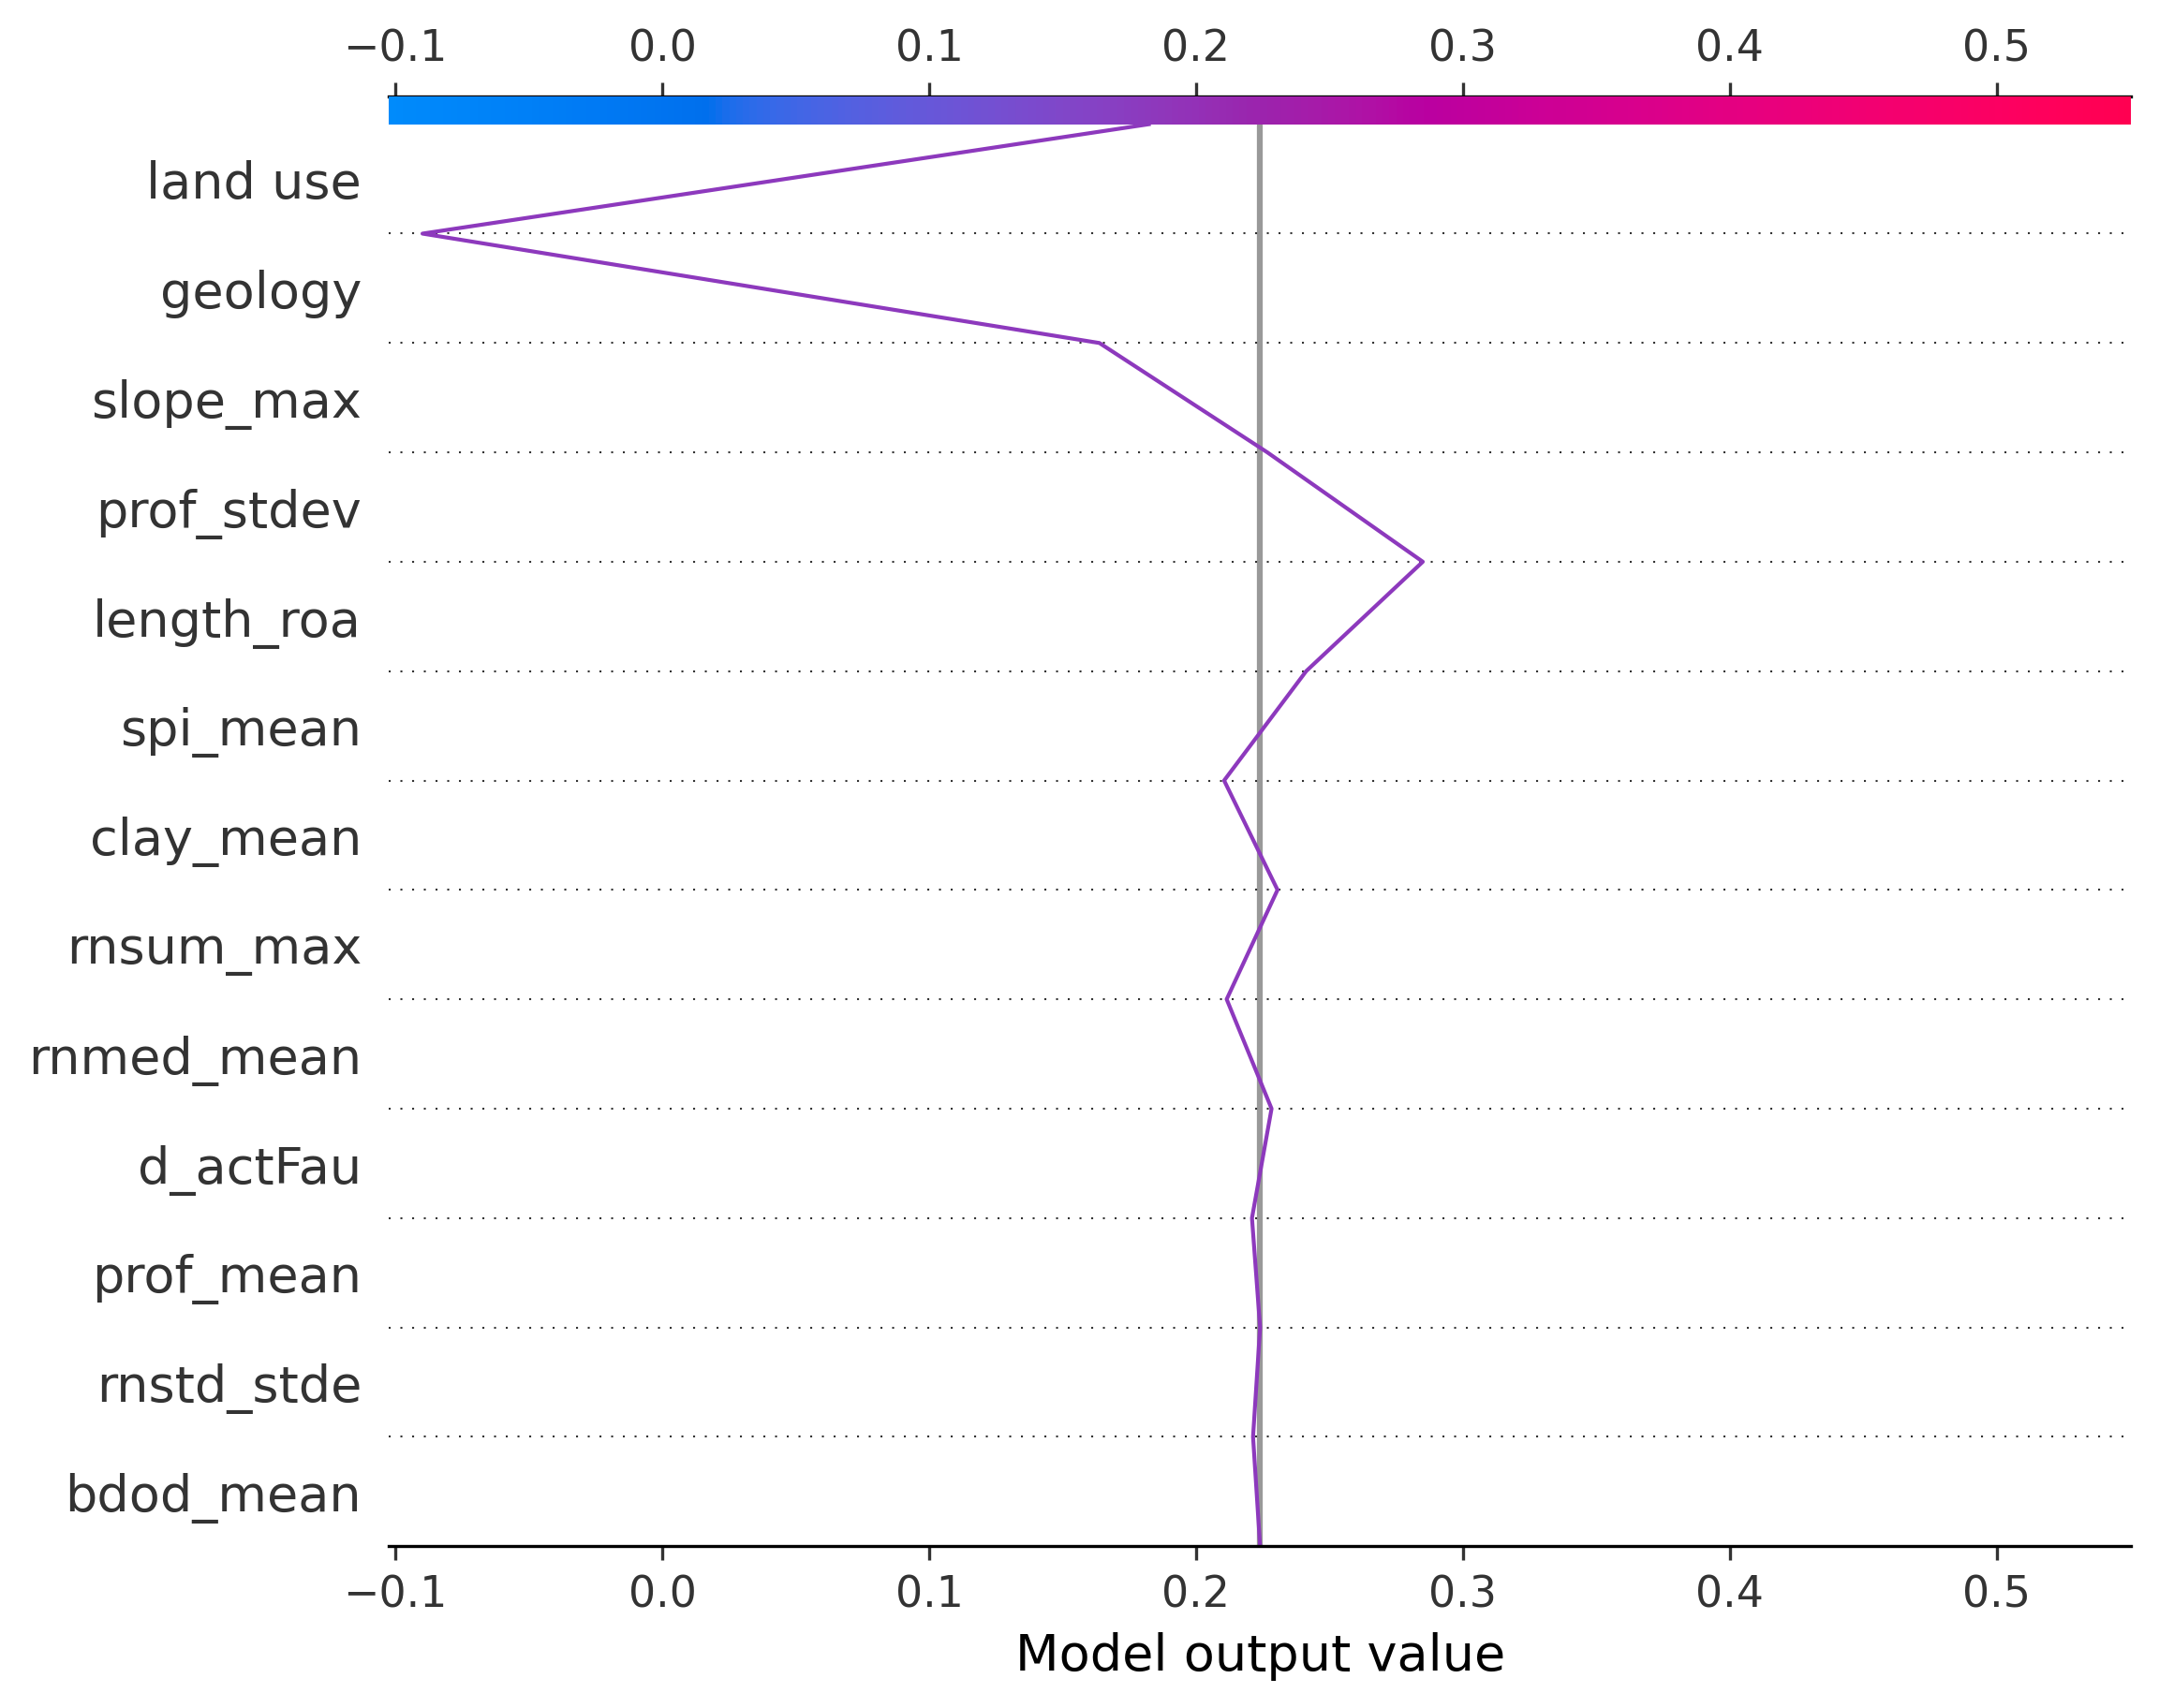 −0.1 0.0 0.1 0.2 0.3 0.4 0.5
land use
geology
slope_max
prof_stdev
length_roa
spi_mean
clay_mean
rnsum_max
rnmed_mean
d_actFau
prof_mean
rnstd_stde
bdod_mean
−0.1 0.0 0.1 0.2 0.3 0.4 0.5
Model output value